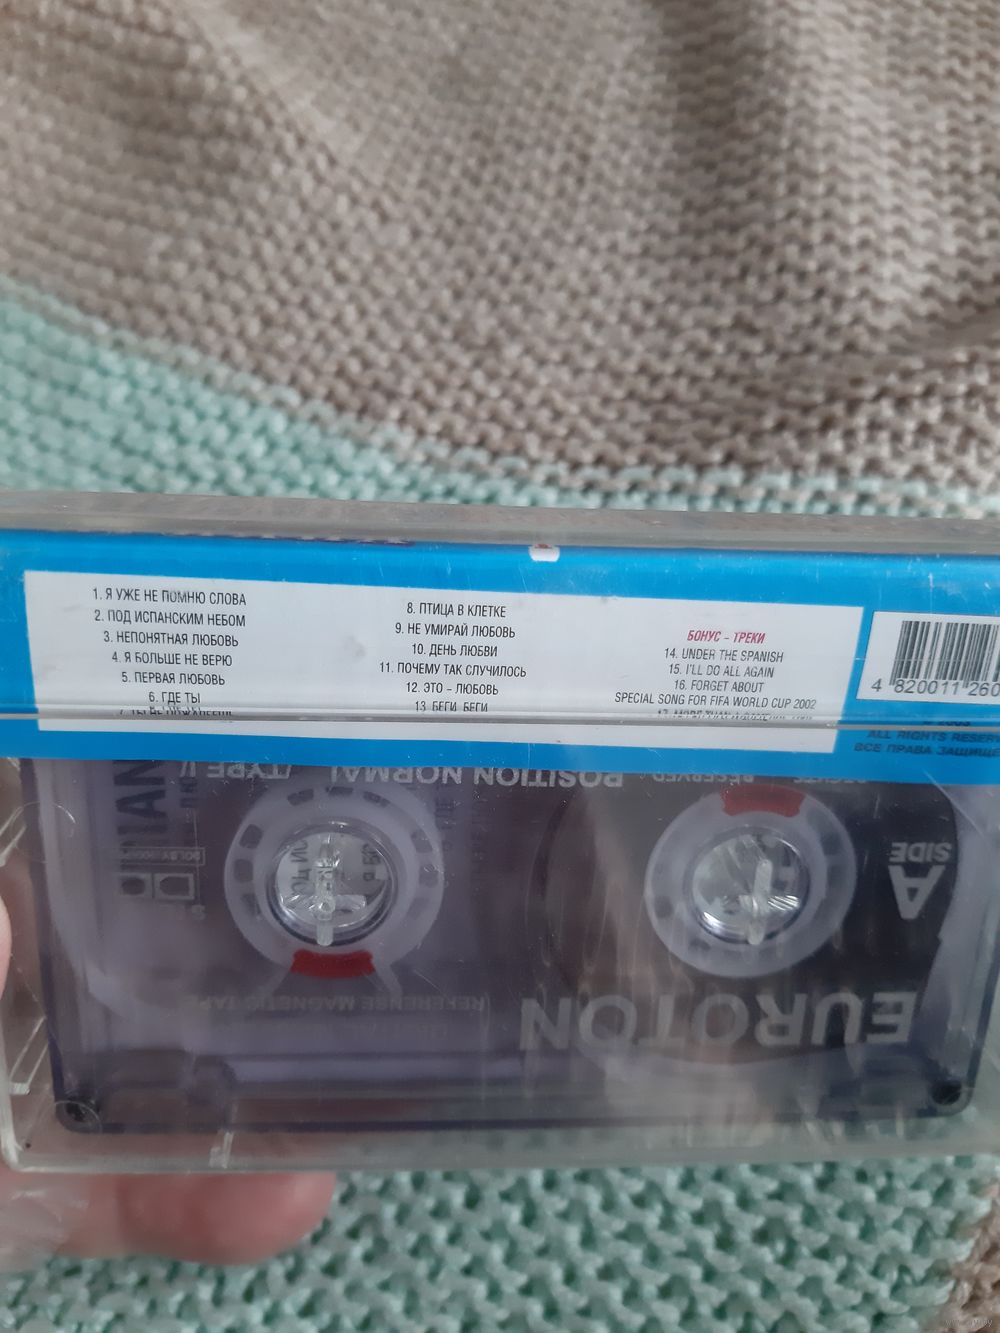 1. Я УЖЕ НЕ ПОМНЮ СЛОВА
2. ПОД ИСПАНСКИМ НЕБОМ
3. НЕПОНЯТНАЯ ЛЮБОВЬ
4. Я БОЛЬШЕ НЕ ВЕРЮ
5. ПЕРВАЯ ЛЮБОВЬ
6. ГДЕ ТЫ
8. ПТИЦА В КЛЕТКЕ
9. НЕ УМИРАЙ ЛЮБОВЬ
10. ДЕНЬ ЛЮБВИ
11. ПОЧЕМУ ТАК СЛУЧИЛОСЬ
12. ЭТО - ЛЮБОВЬ
13. БЕГИ, БЕГИ
БОНУС - ТРЕКИ
14. UNDER THE SPANISH
15. I'LL DO ALL AGAIN
16. FORGET ABOUT
SPECIAL SONG FOR FIFA WORLD CUP 2002
4 820011 260
© 2003
ALL RIGHTS RESER
ВСЕ ПРАВА ЗАЩИЩЕ
POSITION NORMAL /TYPE I/
RESERVED
A
SIDE
REFERENSE MAGNETIC TAPE
EUROTON